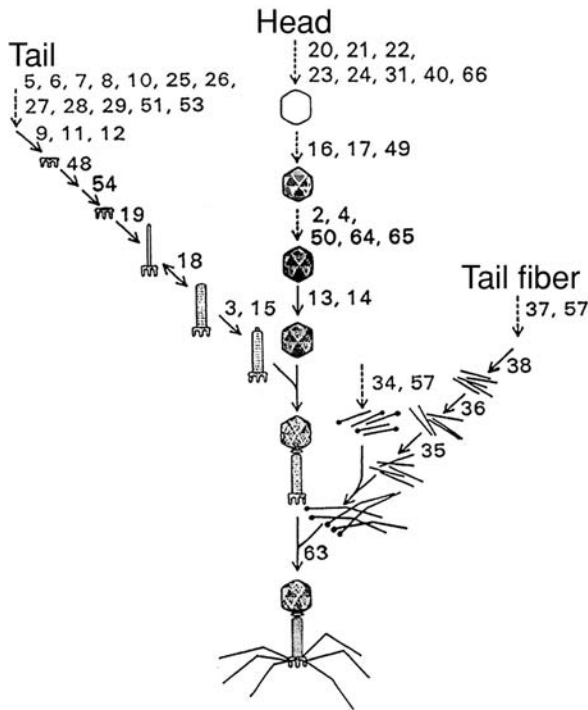 Head
20, 21, 22,
23, 24, 31, 40, 66
Tail
5, 6, 7, 8, 10, 25, 26,
27, 28, 29, 51, 53
9, 11, 12
48
54
19
18
3, 15
16, 17, 49
2, 4,
50, 64, 65
13, 14
Tail fiber
37, 57
38
36
35
34, 57
63